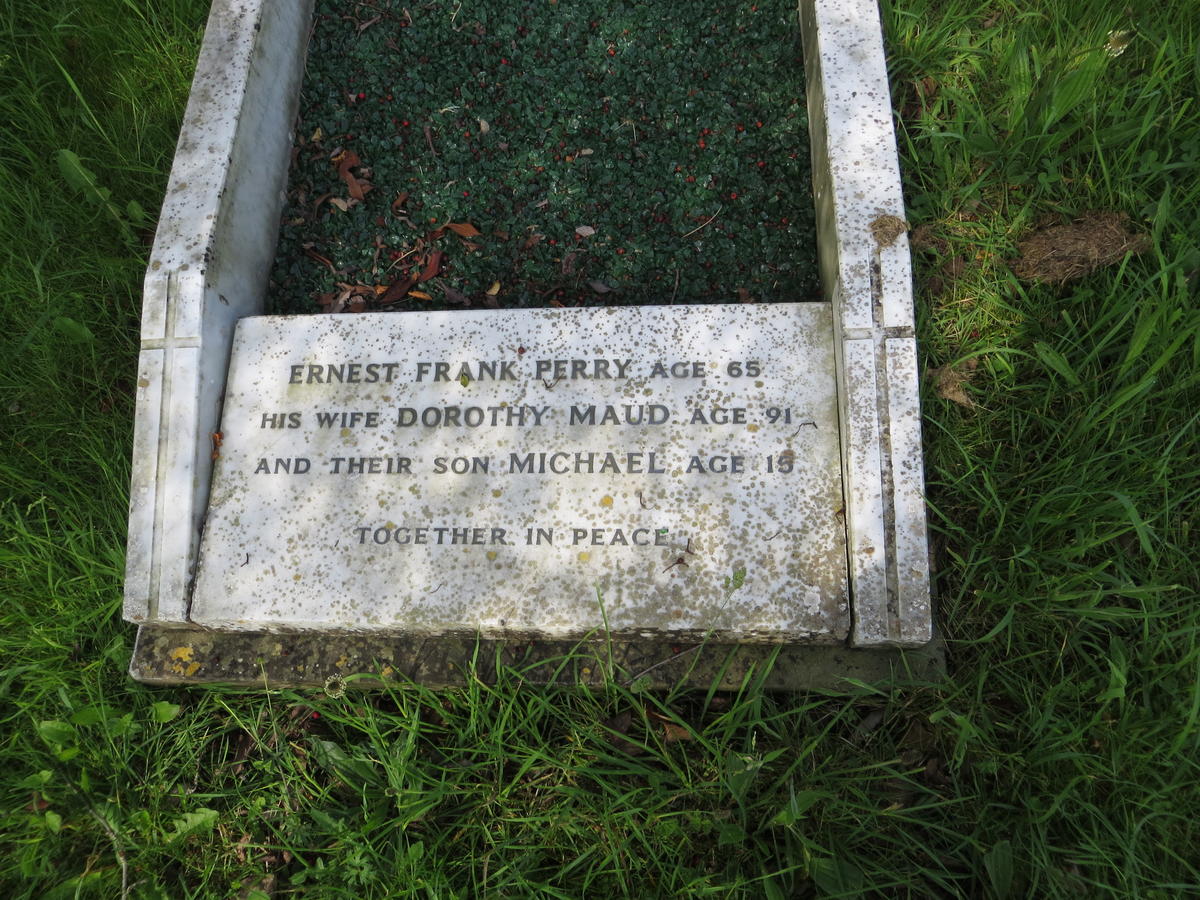 ERNEST FRANK PERRY AGE 65
HIS WIFE DOROTHY MAUD AGE 91
AND THEIR SON MICHAEL AGE 15
TOGETHER IN PEACE